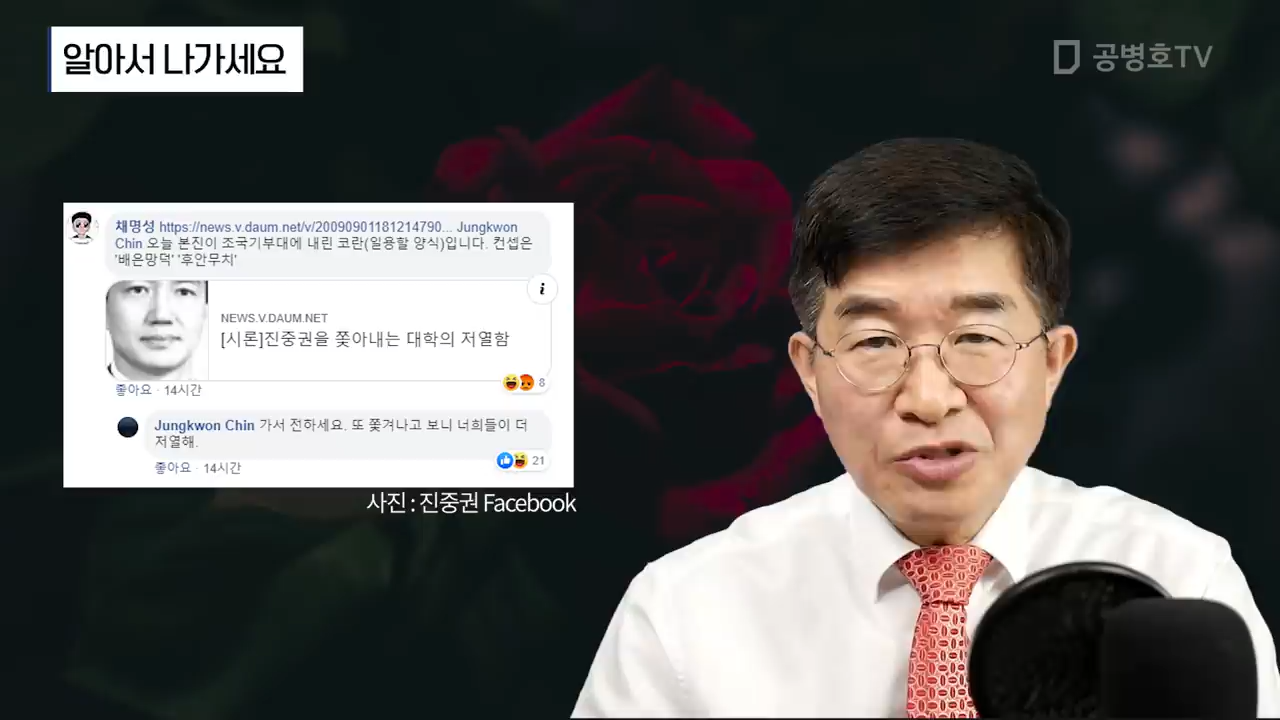 알아서 나가세요
공병호TV
채명성 https://news.v.daum.net/v/20090901181214790... Jungkwon
Chin 오늘 본진이 조국기부대에 내린 코란(일용할 양식)입니다. 컨셉은
'배은망덕' '후안무치'
NEWS.V.DAUM.NET
[시론]진중권을 쫓아내는 대학의 저열함
좋아요 · 14시간
8
Jungkwon Chin 가서 전하세요. 또 쫓겨나고 보니 너희들이 더
저열해.
좋아요 · 14시간
21
사진 : 진중권 Facebook